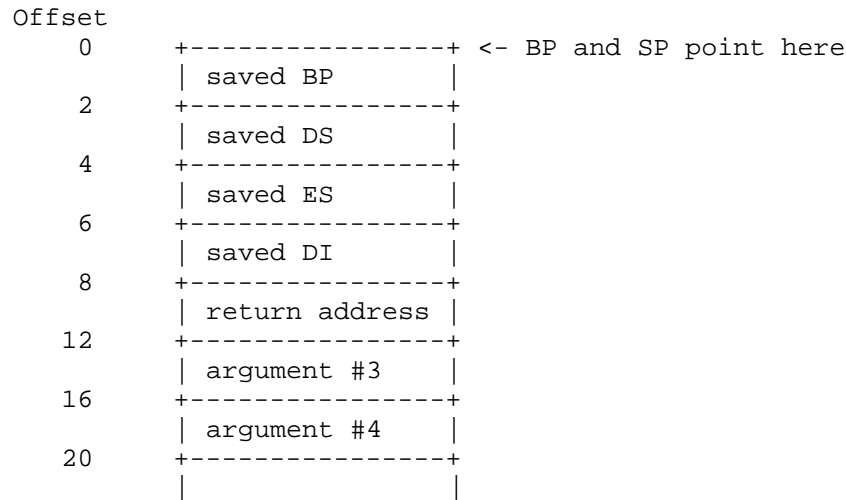 Offset
0 +----------------+ <- BP and SP point here
| saved BP |
2 +----------------+
| saved DS |
4 +----------------+
| saved ES |
6 +----------------+
| saved DI |
8 +----------------+
| return address |
12 +----------------+
| argument #3 |
16 +----------------+
| argument #4 |
20 +----------------+
| |